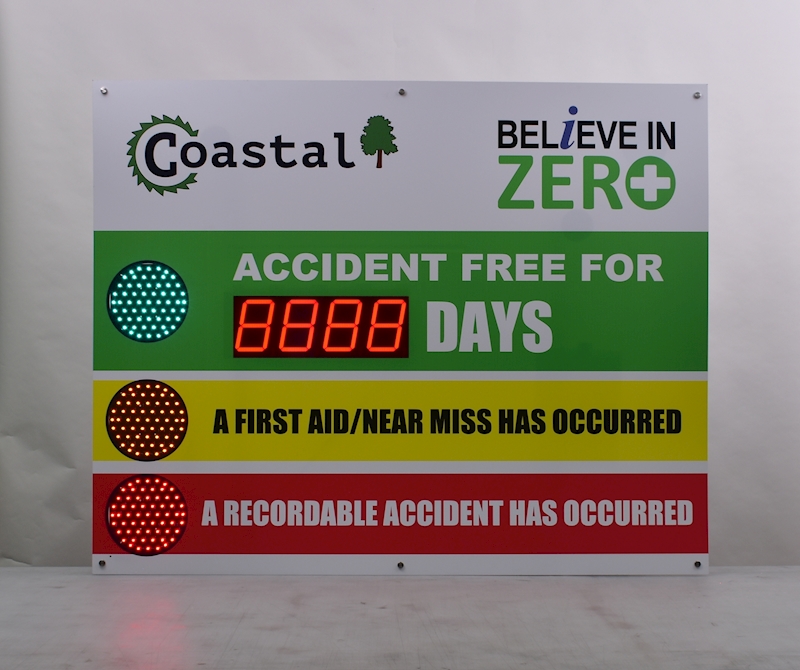 Coastal
BELiEVE IN
ZERO
ACCIDENT FREE FOR
8888 DAYS
A FIRST AID/NEAR MISS HAS OCCURRED
A RECORDABLE ACCIDENT HAS OCCURRED